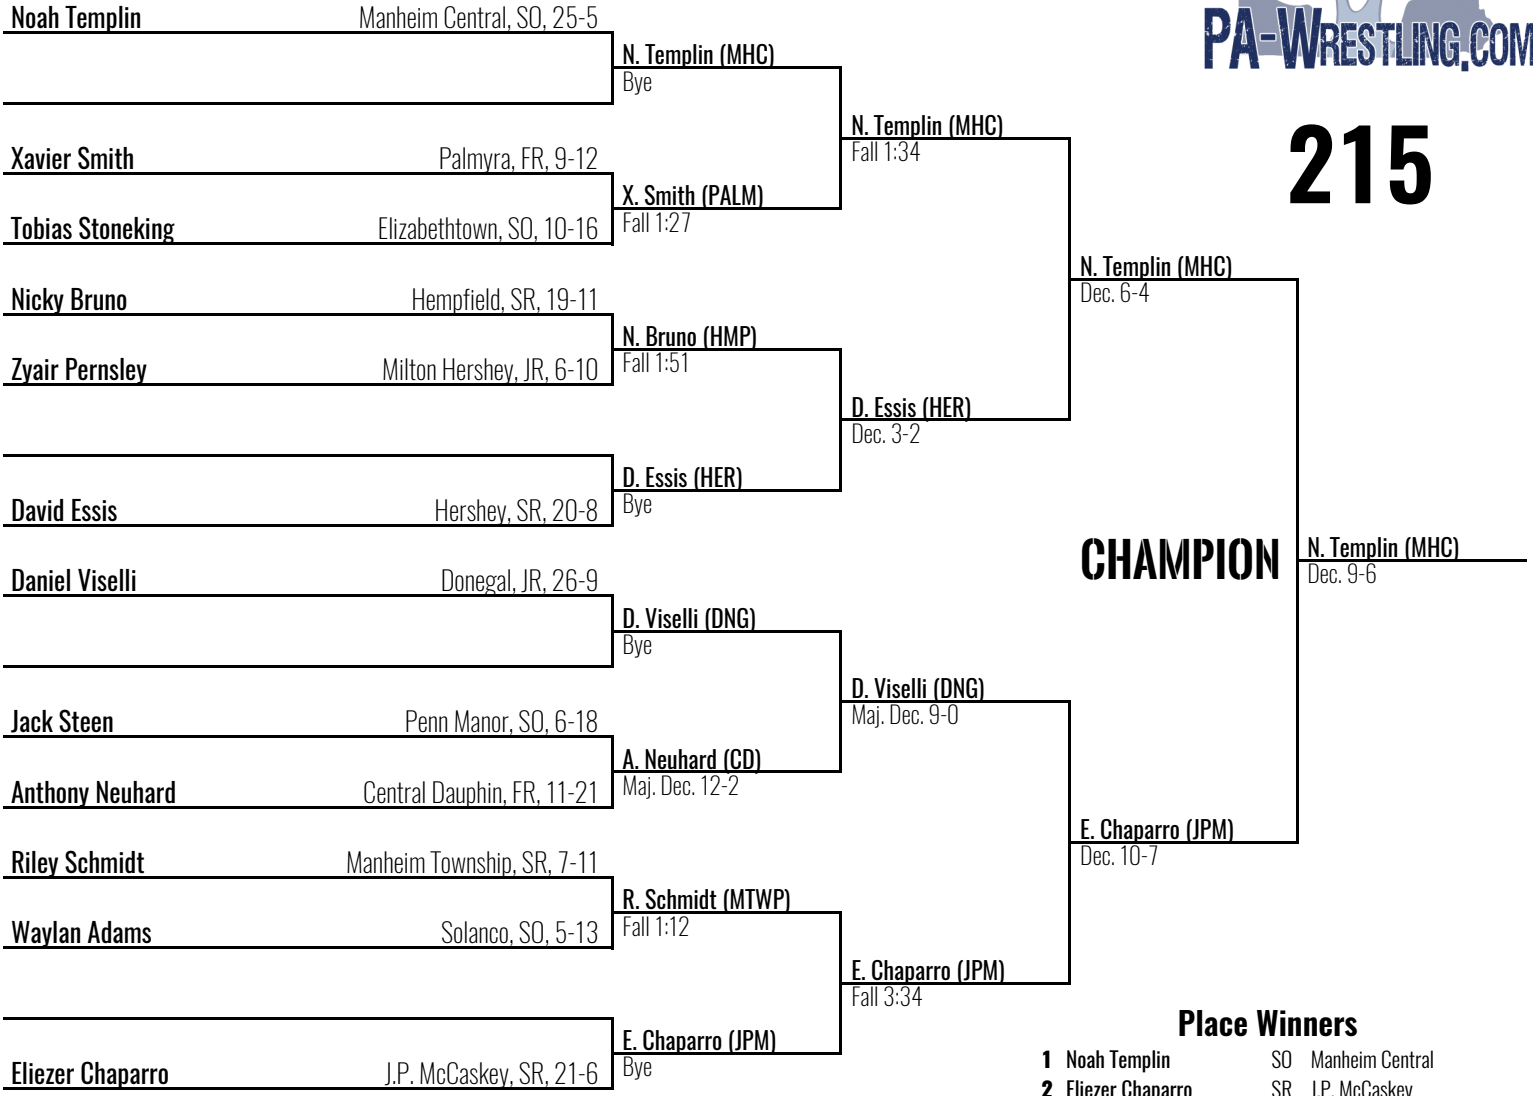 Noah Templin Manheim Central, SO, 25-5
PA-WRESTLING.COM
N. Templin (MHC)
Bye
215
N. Templin (MHC)
Fall 1:34
Xavier Smith Palmyra, FR, 9-12
X. Smith (PALM)
Fall 1:27
Tobias Stoneking Elizabethtown, SO, 10-16
N. Templin (MHC)
Dec. 6-4
Nicky Bruno Hempfield, SR, 19-11
N. Bruno (HMP)
Fall 1:51
Zyair Pernsley Milton Hershey, JR, 6-10
D. Essis (HER)
Dec. 3-2
D. Essis (HER)
Bye
David Essis Hershey, SR, 20-8
CHAMPION
N. Templin (MHC)
Dec. 9-6
Daniel Viselli Donegal, JR, 26-9
D. Viselli (DNG)
Bye
D. Viselli (DNG)
Maj. Dec. 9-0
Jack Steen Penn Manor, SO, 6-18
A. Neuhard (CD)
Maj. Dec. 12-2
Anthony Neuhard Central Dauphin, FR, 11-21
E. Chaparro (JPM)
Dec. 10-7
Riley Schmidt Manheim Township, SR, 7-11
R. Schmidt (MTWP)
Fall 1:12
Waylan Adams Solanco, SO, 5-13
E. Chaparro (JPM)
Fall 3:34
E. Chaparro (JPM)
Bye
Eliezer Chaparro J.P. McCaskey, SR, 21-6
Place Winners
1 Noah Templin SO Manheim Central
2 Eliezer Chaparro SR J.P. McCaskey